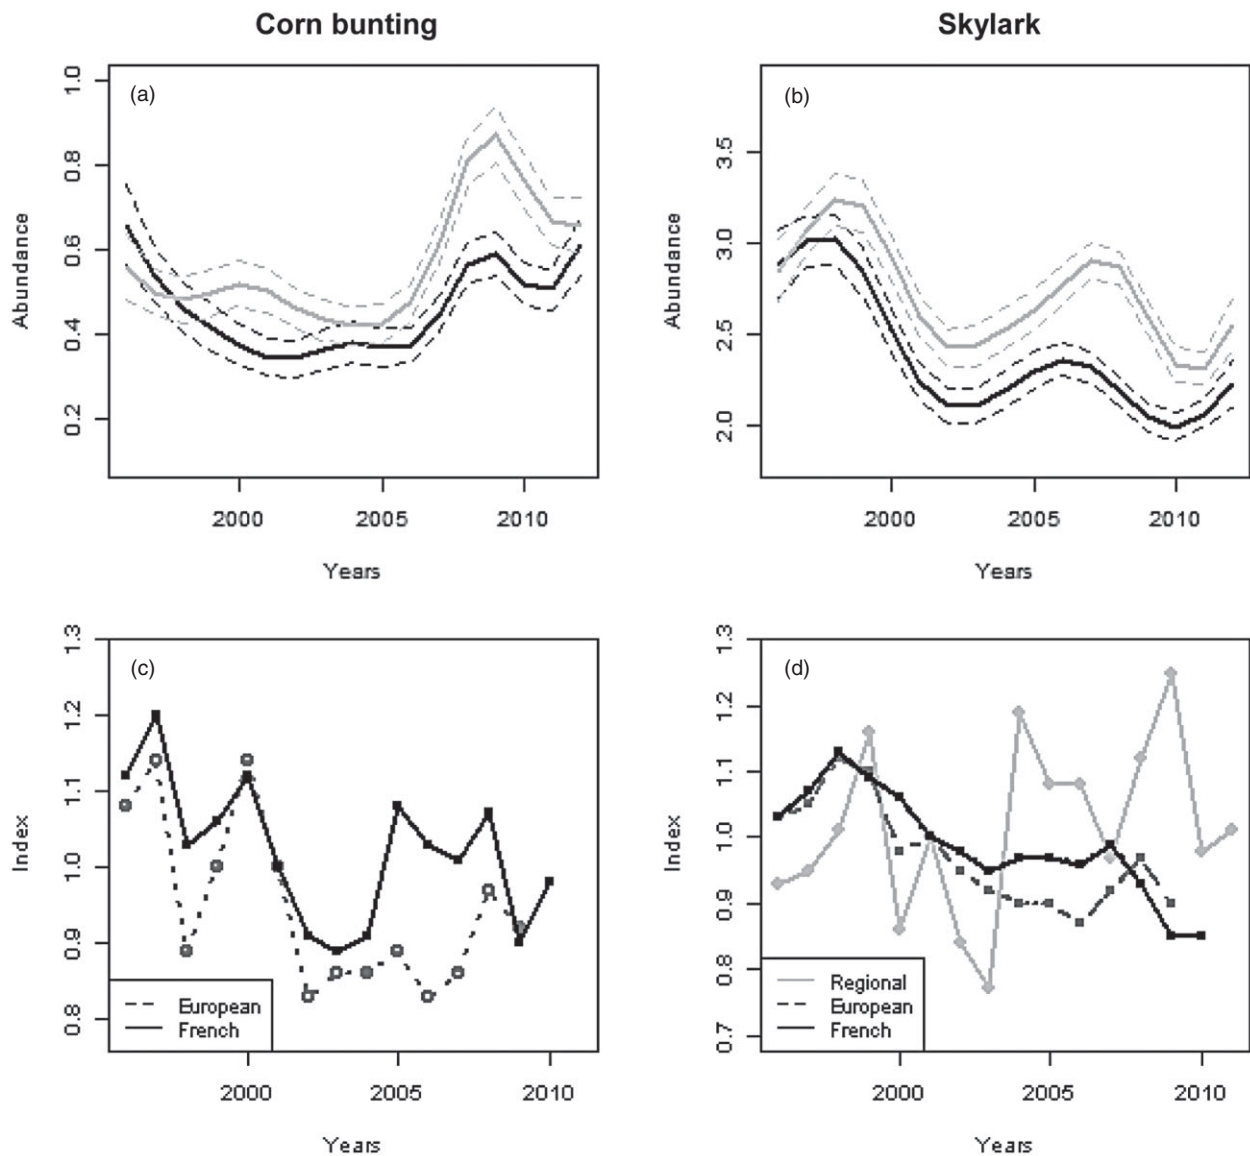 Corn bunting
Skylark
(a)
Abundance
1.0
0.8
0.6
0.4
0.2
2000 2005 2010
Years
(b)
Abundance
3.5
3.0
2.5
2.0
2000 2005 2010
Years
(c)
Index
1.3
1.2
1.1
1.0
0.9
0.8
European
French
2000 2005 2010
Years
(d)
Index
1.3
1.2
1.1
1.0
0.9
0.8
0.7
Regional
European
French
2000 2005 2010
Years